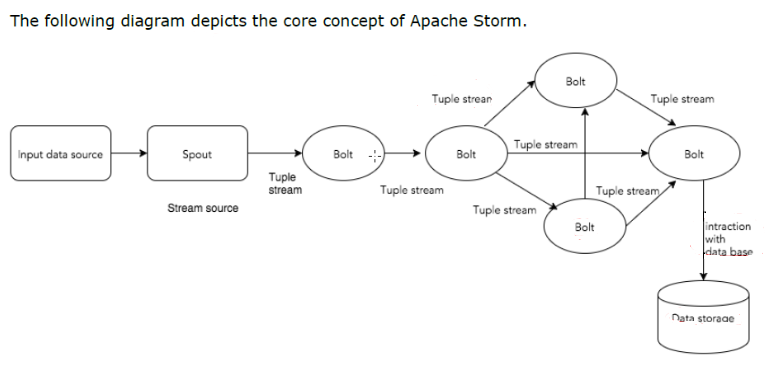 The following diagram depicts the core concept of Apache Storm.
Bolt
Tuple strean
Tuple stream
Input data source
Spout
Bolt
Bolt
Tuple stream
Bolt
Tuple
stream
Tuple stream
Tuple stream
Stream source
Tuple stream
Bolt
intraction
with
data base
Data storage